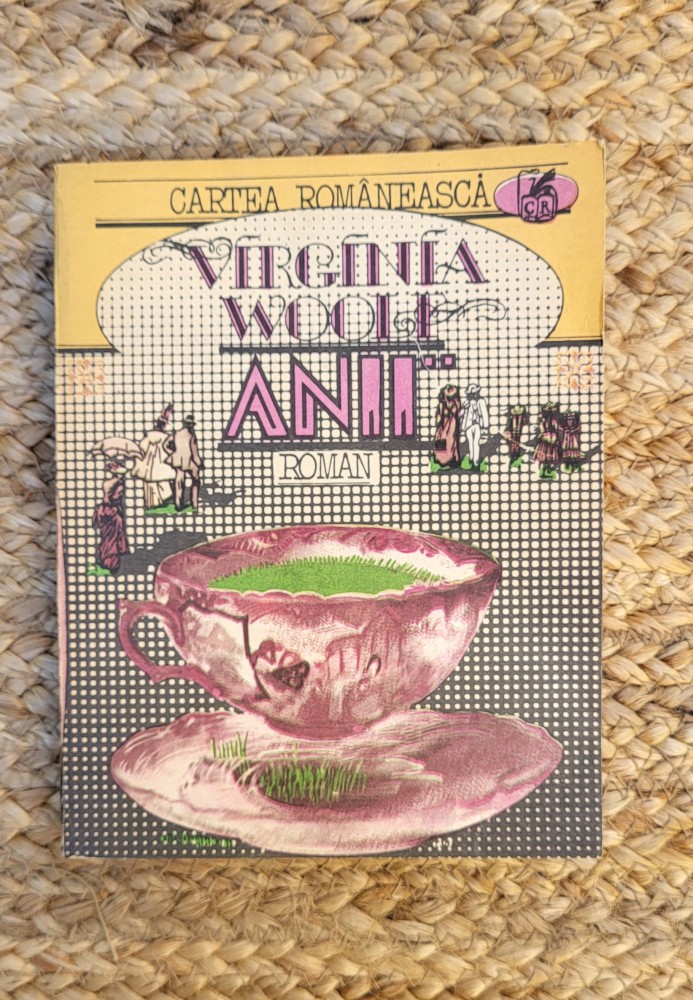 CARTEA ROMÂNEASCĂ
CR
VIRGINIA
WOOLF
ANII
ROMAN